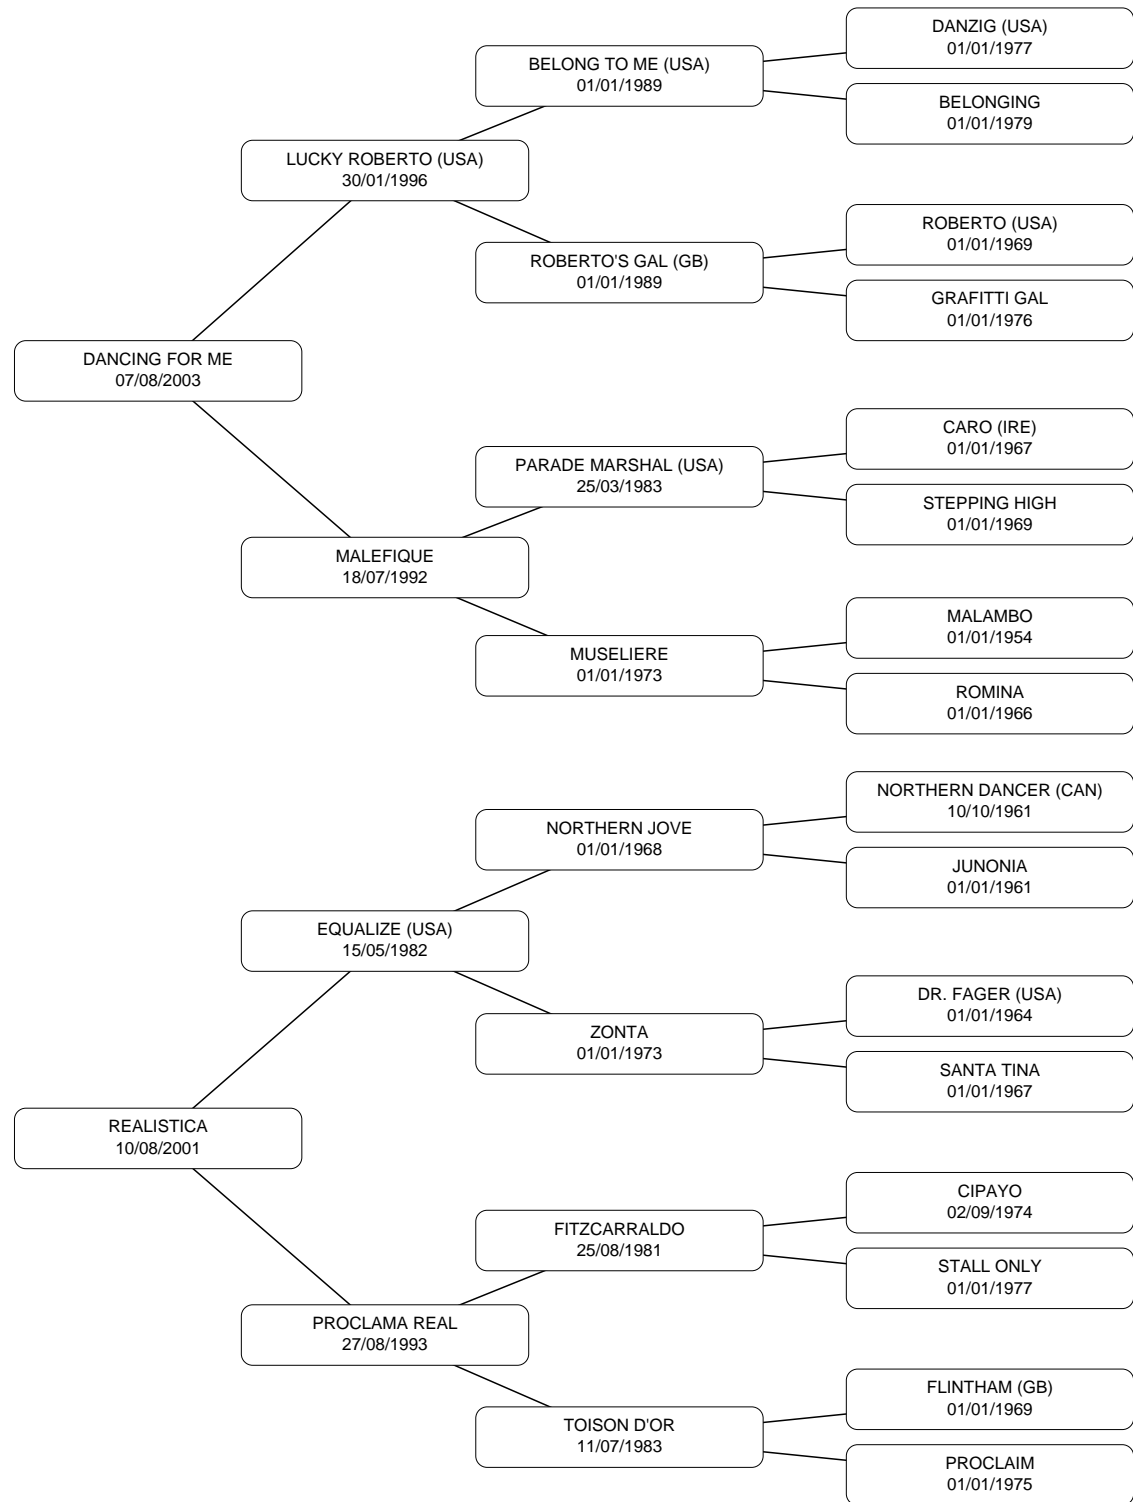 DANZIG (USA)
01/01/1977
BELONG TO ME (USA)
01/01/1989
BELONGING
01/01/1979
LUCKY ROBERTO (USA)
30/01/1996
ROBERTO (USA)
01/01/1969
ROBERTO'S GAL (GB)
01/01/1989
GRAFITTI GAL
01/01/1976
DANCING FOR ME
07/08/2003
CARO (IRE)
01/01/1967
PARADE MARSHAL (USA)
25/03/1983
STEPPING HIGH
01/01/1969
MALEFIQUE
18/07/1992
MALAMBO
01/01/1954
MUSELIERE
01/01/1973
ROMINA
01/01/1966
NORTHERN DANCER (CAN)
10/10/1961
NORTHERN JOVE
01/01/1968
JUNONIA
01/01/1961
EQUALIZE (USA)
15/05/1982
DR. FAGER (USA)
01/01/1964
ZONTA
01/01/1973
SANTA TINA
01/01/1967
REALISTICA
10/08/2001
CIPAYO
02/09/1974
FITZCARRALDO
25/08/1981
STALL ONLY
01/01/1977
PROCLAMA REAL
27/08/1993
FLINTHAM (GB)
01/01/1969
TOISON D'OR
11/07/1983
PROCLAIM
01/01/1975